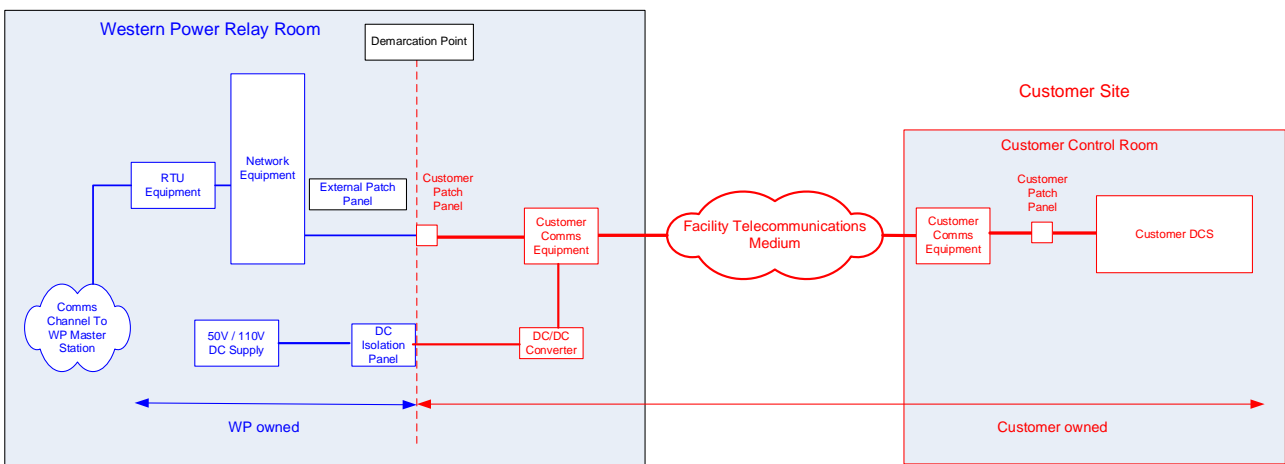 Western Power Relay Room
Demarcation Point
Customer Site
Customer Control Room
RTU
Equipment
Network
Equipment
External Patch
Panel
Customer
Patch
Panel
Customer
Comms
Equipment
Facility Telecommunications
Medium
Customer
Comms
Equipment
Customer
Patch
Panel
Customer DCS
Comms
Channel To
WP Master
Station
50V / 110V
DC Supply
DC
Isolation
Panel
DC/DC
Converter
WP owned
Customer owned